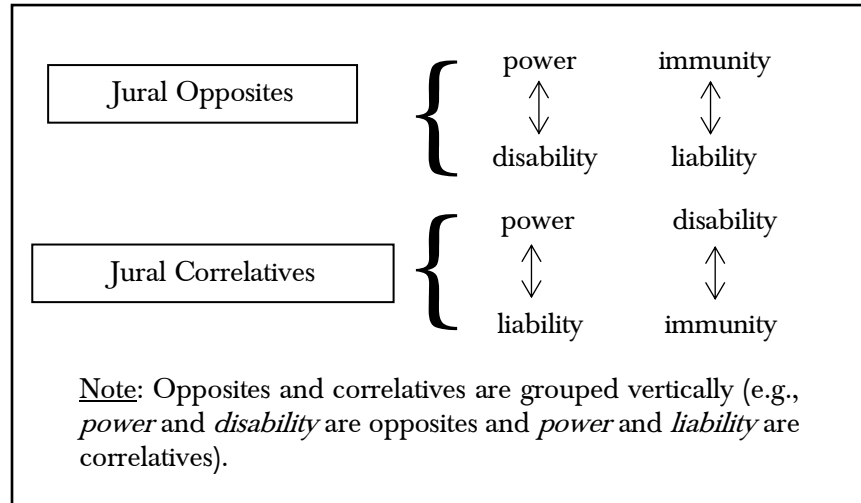 Jural Opposites
power immunity
disability liability
Jural Correlatives
power disability
liability immunity
Note: Opposites and correlatives are grouped vertically (e.g.,
power and disability are opposites and power and liability are
correlatives).